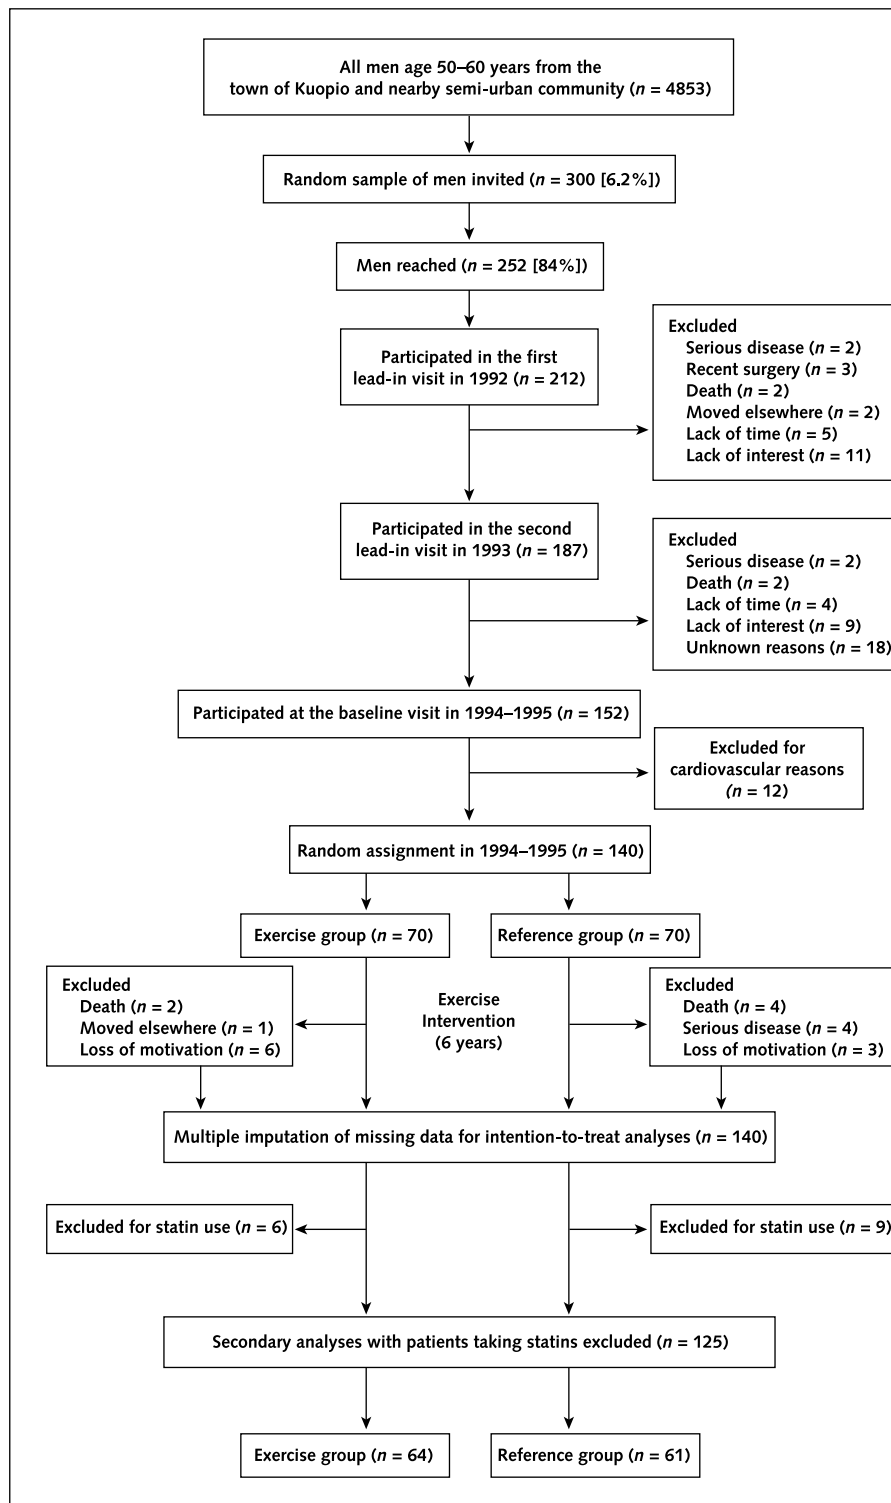 All men age 50–60 years from the
town of Kuopio and nearby semi-urban community (n = 4853)
Random sample of men invited (n = 300 [6.2%])
Men reached (n = 252 [84%])
Participated in the first
lead-in visit in 1992 (n = 212)
Excluded
Serious disease (n = 2)
Recent surgery (n = 3)
Death (n = 2)
Moved elsewhere (n = 2)
Lack of time (n = 5)
Lack of interest (n = 11)
Participated in the second
lead-in visit in 1993 (n = 187)
Excluded
Serious disease (n = 2)
Death (n = 2)
Lack of time (n = 4)
Lack of interest (n = 9)
Unknown reasons (n = 18)
Participated at the baseline visit in 1994–1995 (n = 152)
Excluded for
cardiovascular reasons
(n = 12)
Random assignment in 1994–1995 (n = 140)
Exercise group (n = 70)
Reference group (n = 70)
Excluded
Death (n = 2)
Moved elsewhere (n = 1)
Loss of motivation (n = 6)
Exercise
Intervention
(6 years)
Excluded
Death (n = 4)
Serious disease (n = 4)
Loss of motivation (n = 3)
Multiple imputation of missing data for intention-to-treat analyses (n = 140)
Excluded for statin use (n = 6)
Excluded for statin use (n = 9)
Secondary analyses with patients taking statins excluded (n = 125)
Exercise group (n = 64)
Reference group (n = 61)